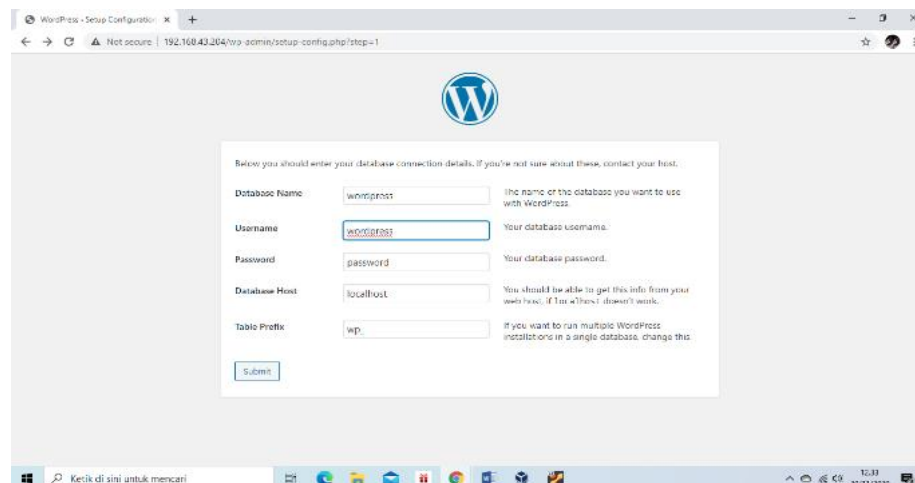 WordPress › Setup Configuration
Not secure | 192.168.43.204/wp-admin/setup-config.php?step=1
Below you should enter your database connection details. If you're not sure about these, contact your host.
Database Name
wordpress
The name of the database you want to use
with WordPress.
Username
wordpress
Your database username.
Password
password
Your database password.
Database Host
localhost
You should be able to get this info from your
web host, if localhost doesn't work.
Table Prefix
wp_
If you want to run multiple WordPress
installations in a single database, change this.
Submit
Ketik di sini untuk mencari
12.33